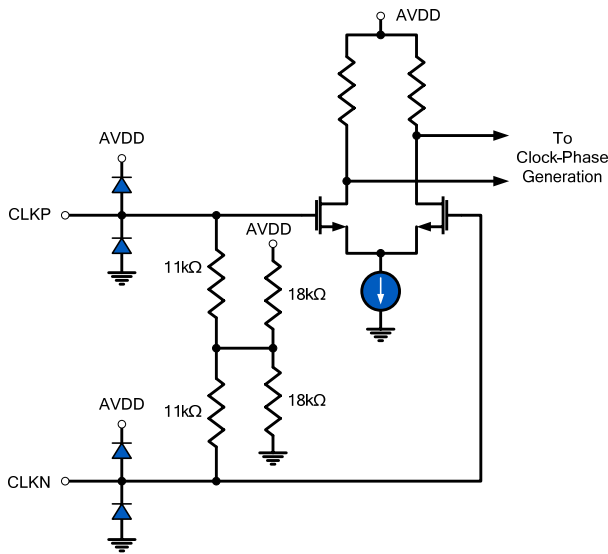 AVDD
To
Clock-Phase
Generation
AVDD
CLKP
AVDD
11kΩ
18kΩ
11kΩ
18kΩ
AVDD
CLKN